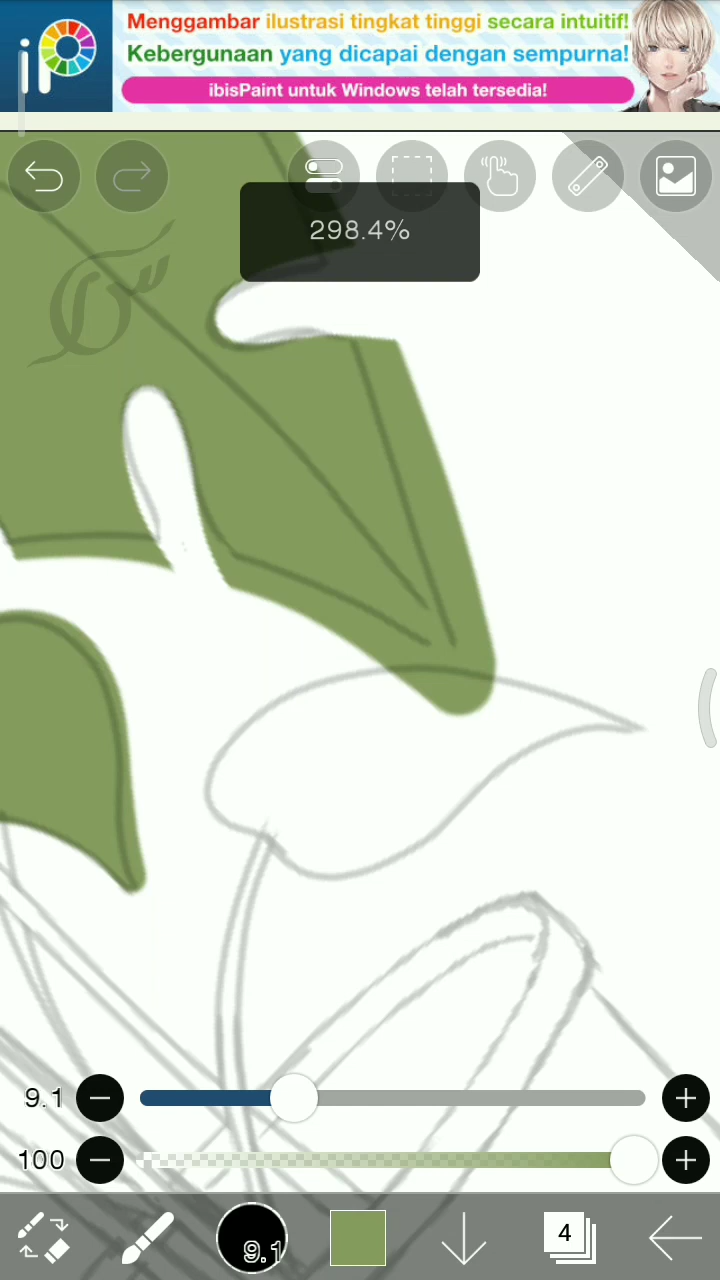 Menggambar ilustrasi tingkat tinggi secara intuitif!
Kebergunaan yang dicapai dengan sempurna!
ibisPaint untuk Windows telah tersedia!
298.4%
9.1
100
9.1
4